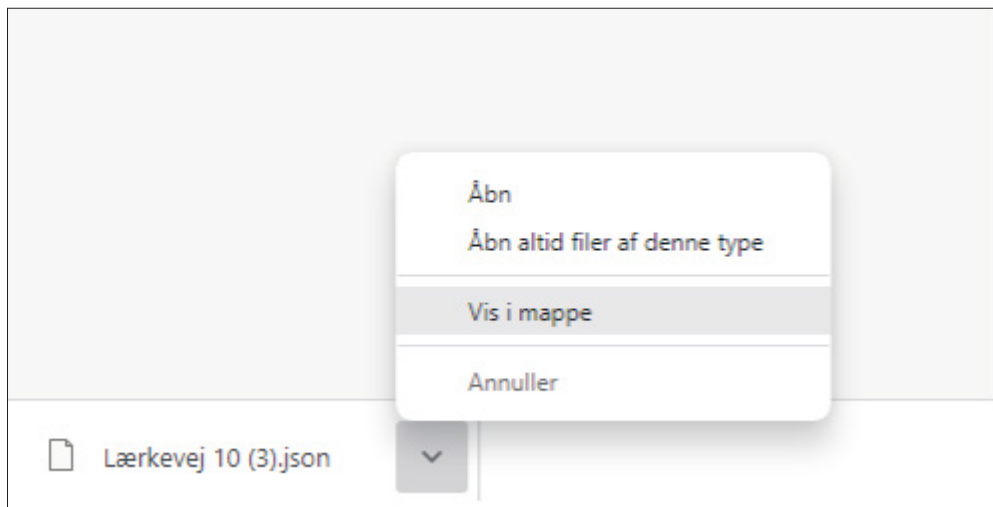 Åbn
Åbn altid filer af denne type
Vis i mappe
Annuller
Lærkevej 10 (3).json